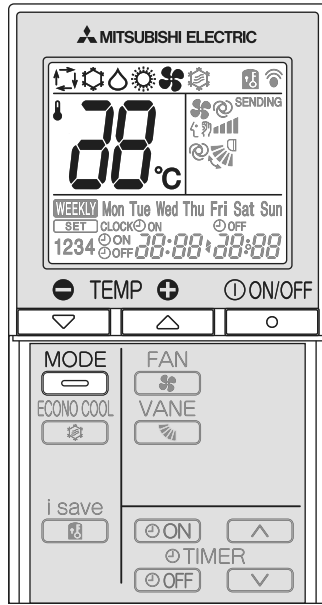 MITSUBISHI ELECTRIC
SENDING
88°C
WEEKLY Mon Tue Wed Thu Fri Sat Sun
SET CLOCK ON OFF
1234 ON OFF 88:88 88:88
TEMP ON/OFF
MODE FAN
ECONO COOL VANE
i save
ON
TIMER
OFF